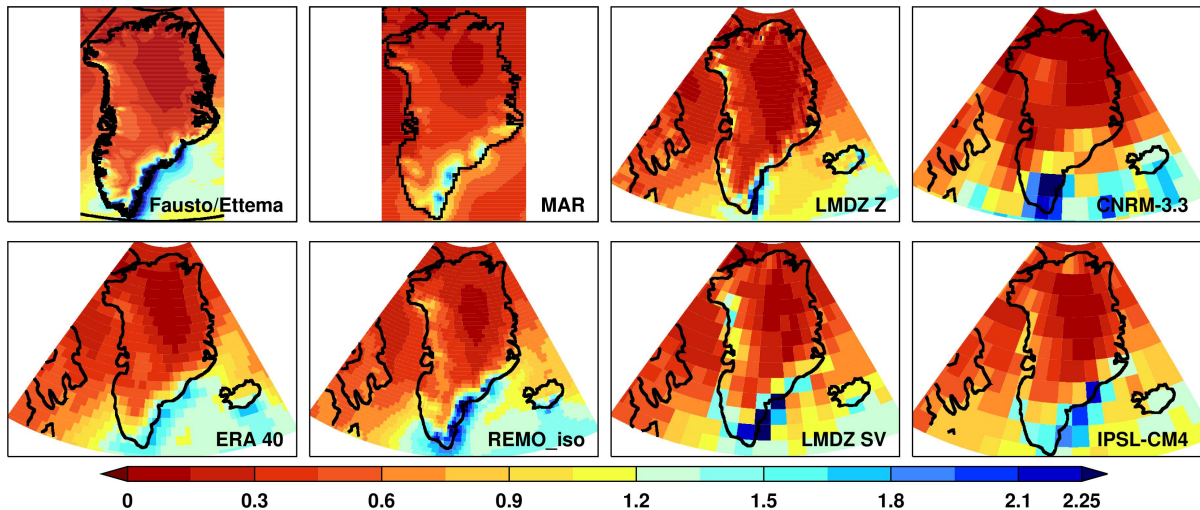 Fausto/Ettema
MAR
LMDZ Z
CNRM-3.3
ERA 40
REMO_iso
LMDZ SV
IPSL-CM4
0 0.3 0.6 0.9 1.2 1.5 1.8 2.1 2.25